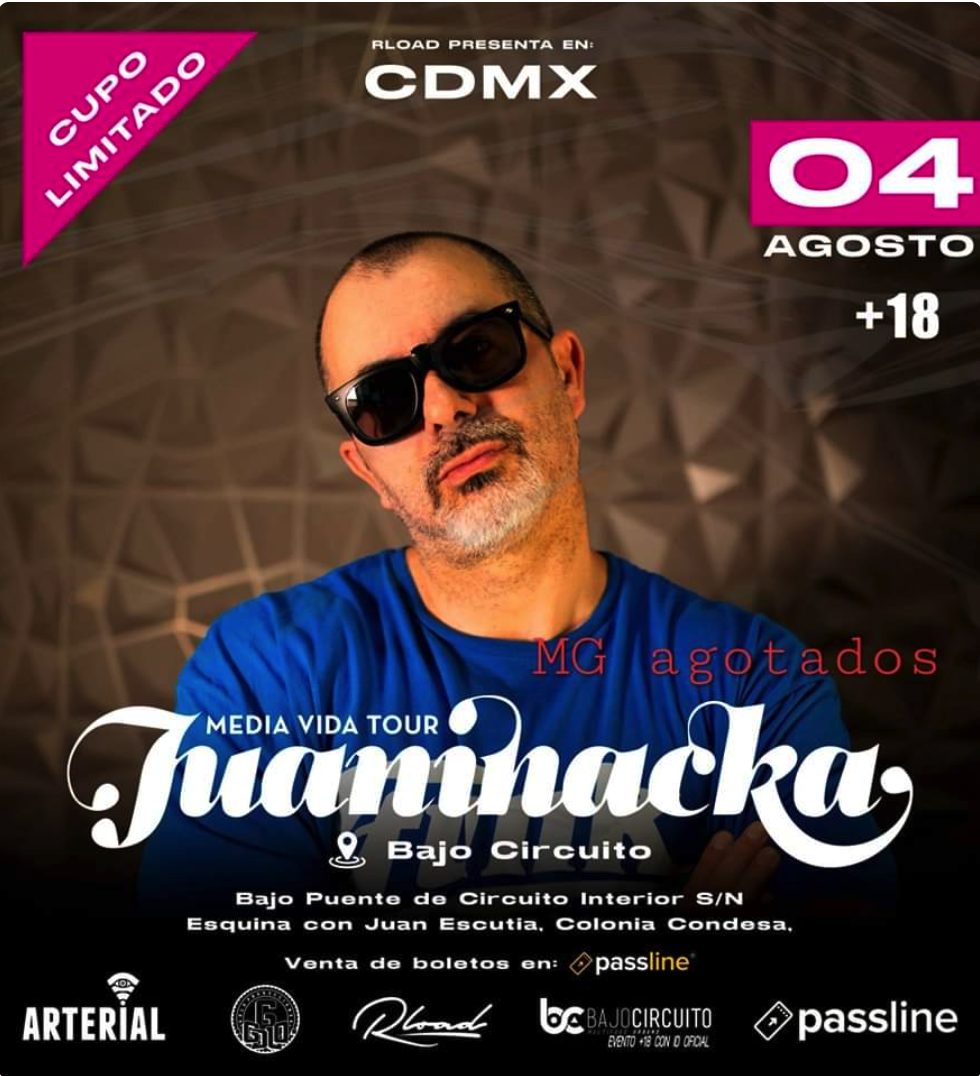 CUPO
LIMITADO
RLOAD PRESENTA EN:
CDMX
04
AGOSTO
+18
MG agotados
MEDIA VIDA TOUR
Juaninacka
Bajo Circuito
Bajo Puente de Circuito Interior S/N
Esquina con Juan Escutia, Colonia Condesa,
Venta de boletos en: passline
ARTERIAL
Rload
bc BAJOCIRCUITO
EVENTO +18 CON ID OFICIAL
passline